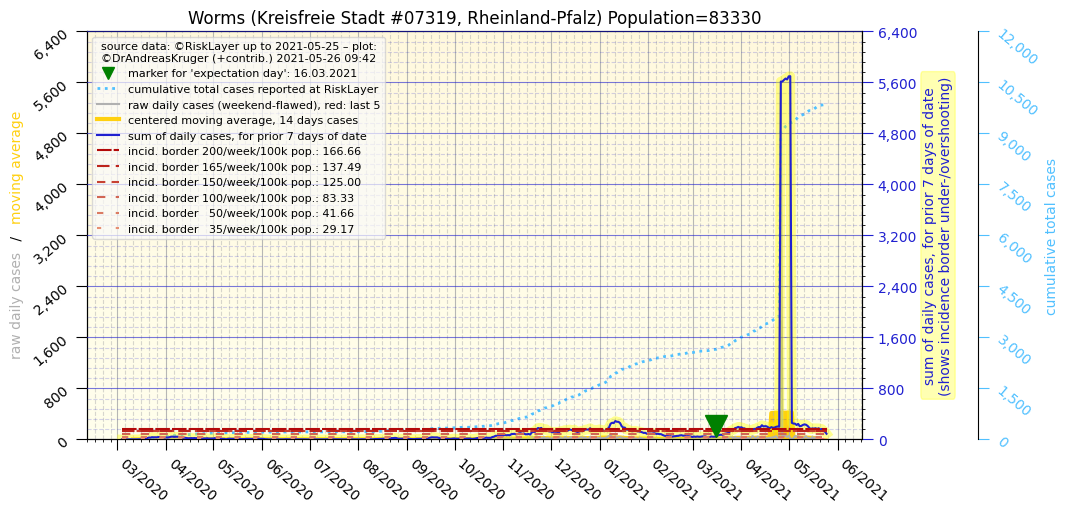 Worms (Kreisfreie Stadt #07319, Rheinland-Pfalz) Population=83330
source data: ©RiskLayer up to 2021-05-25 – plot:
©DrAndreasKruger (+contrib.) 2021-05-26 09:42
marker for 'expectation day': 16.03.2021
cumulative total cases reported at RiskLayer
raw daily cases (weekend-flawed), red: last 5
centered moving average, 14 days cases
sum of daily cases, for prior 7 days of date
incid. border 200/week/100k pop.: 166.66
incid. border 165/week/100k pop.: 137.49
incid. border 150/week/100k pop.: 125.00
incid. border 100/week/100k pop.: 83.33
incid. border   50/week/100k pop.: 41.66
incid. border   35/week/100k pop.: 29.17
raw daily cases  /  moving average
6,400
5,600
4,800
4,000
3,200
2,400
1,600
800
0
03/2020
04/2020
05/2020
06/2020
07/2020
08/2020
09/2020
10/2020
11/2020
12/2020
01/2021
02/2021
03/2021
04/2021
05/2021
06/2021
6,400
5,600
4,800
4,000
3,200
2,400
1,600
800
0
sum of daily cases, for prior 7 days of date
(shows incidence border under-/overshooting)
12,000
10,500
9,000
7,500
6,000
4,500
3,000
1,500
0
cumulative total cases